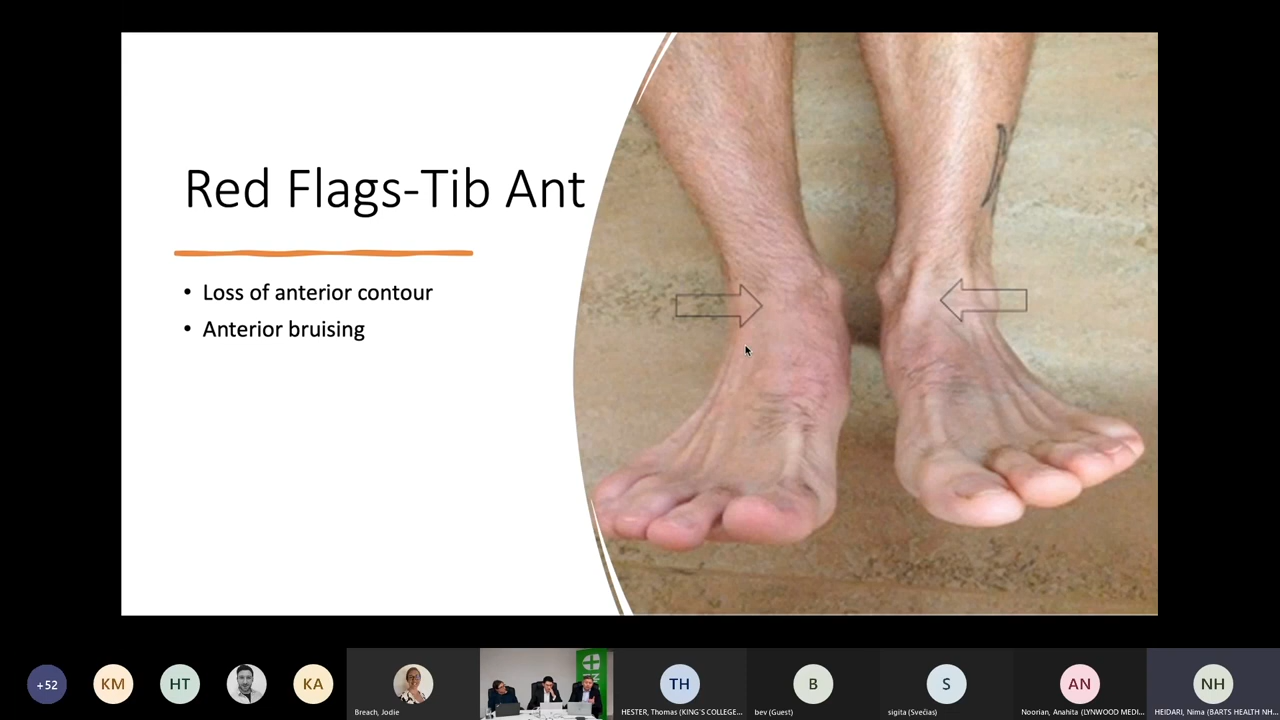 Red Flags-Tib Ant
• Loss of anterior contour
• Anterior bruising
+52
KM
HT
KA
Breach, Jodie
TH
HESTER, Thomas (KING'S COLLEGE...
B
bev (Guest)
S
sigita (Svečias)
AN
Noorian, Anahita (LYNWOOD MEDI...
NH
HEIDARI, Nima (BARTS HEALTH NH...